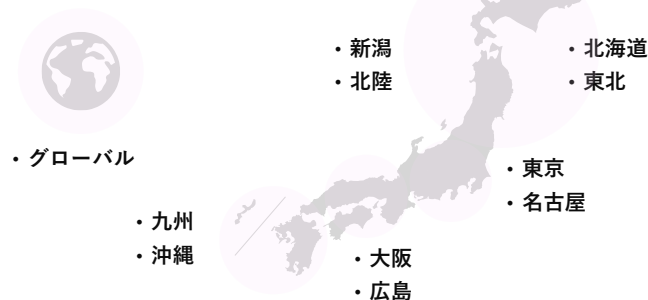 ・新潟
・北陸
・北海道
・東北
・グローバル
・東京
・名古屋
・九州
・沖縄
・大阪
・広島